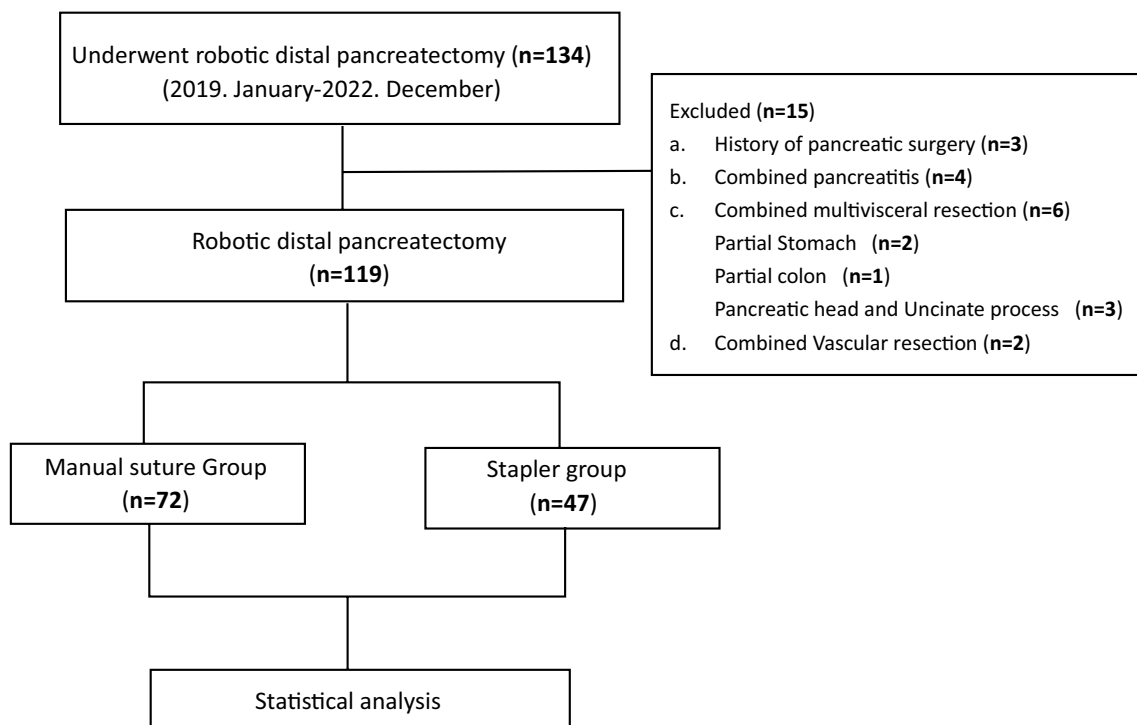 Underwent robotic distal pancreatectomy (n=134)
(2019. January-2022. December)
Excluded (n=15)
a. History of pancreatic surgery (n=3)
b. Combined pancreatitis (n=4)
c. Combined multivisceral resection (n=6)
Partial Stomach (n=2)
Partial colon (n=1)
Pancreatic head and Uncinate process (n=3)
d. Combined Vascular resection (n=2)
Robotic distal pancreatectomy
(n=119)
Manual suture Group
(n=72)
Stapler group
(n=47)
Statistical analysis